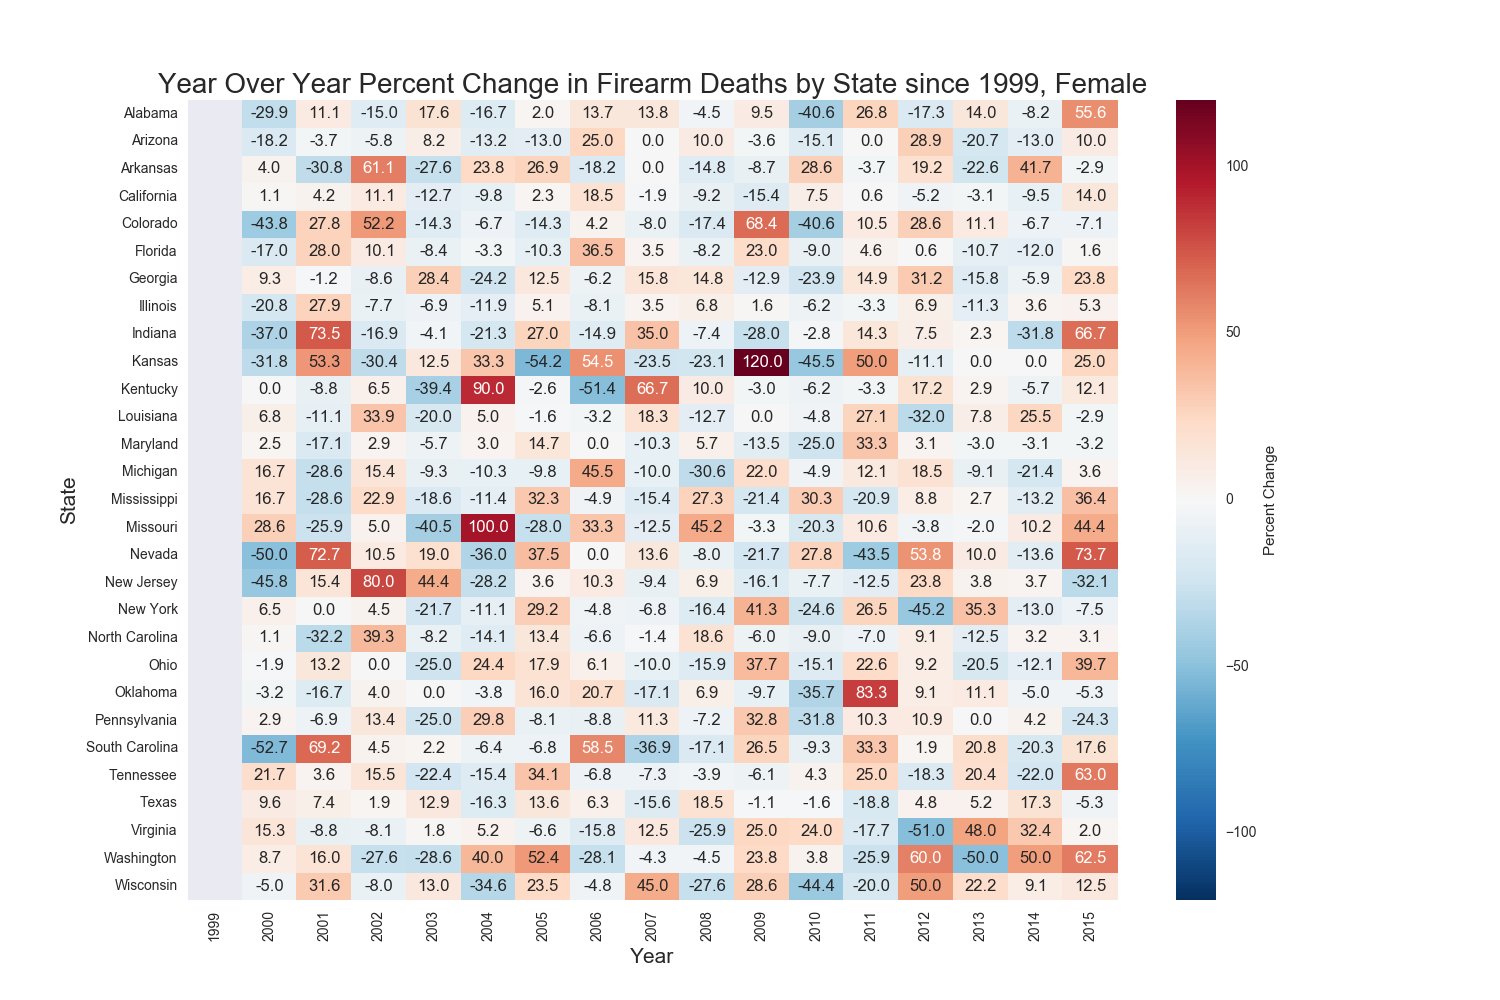 Year Over Year Percent Change in Firearm Deaths by State since 1999, Female
Alabama -29.9 11.1 -15.0 17.6 -16.7 2.0 13.7 13.8 -4.5 9.5 -40.6 26.8 -17.3 14.0 -8.2 55.6
Arizona -18.2 -3.7 -5.8 8.2 -13.2 -13.0 25.0 0.0 10.0 -3.6 -15.1 0.0 28.9 -20.7 -13.0 10.0
Arkansas 4.0 -30.8 61.1 -27.6 23.8 26.9 -18.2 0.0 -14.8 -8.7 28.6 -3.7 19.2 -22.6 41.7 -2.9
California 1.1 4.2 11.1 -12.7 -9.8 2.3 18.5 -1.9 -9.2 -15.4 7.5 0.6 -5.2 -3.1 -9.5 14.0
Colorado -43.8 27.8 52.2 -14.3 -6.7 -14.3 4.2 -8.0 -17.4 68.4 -40.6 10.5 28.6 11.1 -6.7 -7.1
Florida -17.0 28.0 10.1 -8.4 -3.3 -10.3 36.5 3.5 -8.2 23.0 -9.0 4.6 0.6 -10.7 -12.0 1.6
Georgia 9.3 -1.2 -8.6 28.4 -24.2 12.5 -6.2 15.8 14.8 -12.9 -23.9 14.9 31.2 -15.8 -5.9 23.8
Illinois -20.8 27.9 -7.7 -6.9 -11.9 5.1 -8.1 3.5 6.8 1.6 -6.2 -3.3 6.9 -11.3 3.6 5.3
Indiana -37.0 73.5 -16.9 -4.1 -21.3 27.0 -14.9 35.0 -7.4 -28.0 -2.8 14.3 7.5 2.3 -31.8 66.7
Kansas -31.8 53.3 -30.4 12.5 33.3 -54.2 54.5 -23.5 -23.1 120.0 -45.5 50.0 -11.1 0.0 0.0 25.0
Kentucky 0.0 -8.8 6.5 -39.4 90.0 -2.6 -51.4 66.7 10.0 -3.0 -6.2 -3.3 17.2 2.9 -5.7 12.1
Louisiana 6.8 -11.1 33.9 -20.0 5.0 -1.6 -3.2 18.3 -12.7 0.0 -4.8 27.1 -32.0 7.8 25.5 -2.9
Maryland 2.5 -17.1 2.9 -5.7 3.0 14.7 0.0 -10.3 5.7 -13.5 -25.0 33.3 3.1 -3.0 -3.1 -3.2
Michigan 16.7 -28.6 15.4 -9.3 -10.3 -9.8 45.5 -10.0 -30.6 22.0 -4.9 12.1 18.5 -9.1 -21.4 3.6
Mississippi 16.7 -28.6 22.9 -18.6 -11.4 32.3 -4.9 -15.4 27.3 -21.4 30.3 -20.9 8.8 2.7 -13.2 36.4
Missouri 28.6 -25.9 5.0 -40.5 100.0 -28.0 33.3 -12.5 45.2 -3.3 -20.3 10.6 -3.8 -2.0 10.2 44.4
Nevada -50.0 72.7 10.5 19.0 -36.0 37.5 0.0 13.6 -8.0 -21.7 27.8 -43.5 53.8 10.0 -13.6 73.7
New Jersey -45.8 15.4 80.0 44.4 -28.2 3.6 10.3 -9.4 6.9 -16.1 -7.7 -12.5 23.8 3.8 3.7 -32.1
New York 6.5 0.0 4.5 -21.7 -11.1 29.2 -4.8 -6.8 -16.4 41.3 -24.6 26.5 -45.2 35.3 -13.0 -7.5
North Carolina 1.1 -32.2 39.3 -8.2 -14.1 13.4 -6.6 -1.4 18.6 -6.0 -9.0 -7.0 9.1 -12.5 3.2 3.1
Ohio -1.9 13.2 0.0 -25.0 24.4 17.9 6.1 -10.0 -15.9 37.7 -15.1 22.6 9.2 -20.5 -12.1 39.7
Oklahoma -3.2 -16.7 4.0 0.0 -3.8 16.0 20.7 -17.1 6.9 -9.7 -35.7 83.3 9.1 11.1 -5.0 -5.3
Pennsylvania 2.9 -6.9 13.4 -25.0 29.8 -8.1 -8.8 11.3 -7.2 32.8 -31.8 10.3 10.9 0.0 4.2 -24.3
South Carolina -52.7 69.2 4.5 2.2 -6.4 -6.8 58.5 -36.9 -17.1 26.5 -9.3 33.3 1.9 20.8 -20.3 17.6
Tennessee 21.7 3.6 15.5 -22.4 -15.4 34.1 -6.8 -7.3 -3.9 -6.1 4.3 25.0 -18.3 20.4 -22.0 63.0
Texas 9.6 7.4 1.9 12.9 -16.3 13.6 6.3 -15.6 18.5 -1.1 -1.6 -18.8 4.8 5.2 17.3 -5.3
Virginia 15.3 -8.8 -8.1 1.8 5.2 -6.6 -15.8 12.5 -25.9 25.0 24.0 -17.7 -51.0 48.0 32.4 2.0
Washington 8.7 16.0 -27.6 -28.6 40.0 52.4 -28.1 -4.3 -4.5 23.8 3.8 -25.9 60.0 -50.0 50.0 62.5
Wisconsin -5.0 31.6 -8.0 13.0 -34.6 23.5 -4.8 45.0 -27.6 28.6 -44.4 -20.0 50.0 22.2 9.1 12.5
1999 2000 2001 2002 2003 2004 2005 2006 2007 2008 2009 2010 2011 2012 2013 2014 2015
Year
State
100
50
0
−50
−100
Percent Change